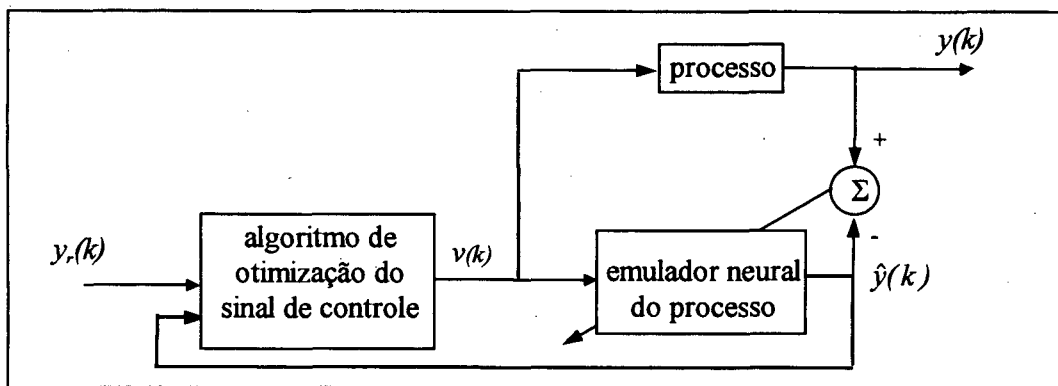 y(k)
processo
+
Σ
-
y_r(k)
algoritmo de
otimização do
sinal de controle
v(k)
emulador neural
do processo
ŷ(k)